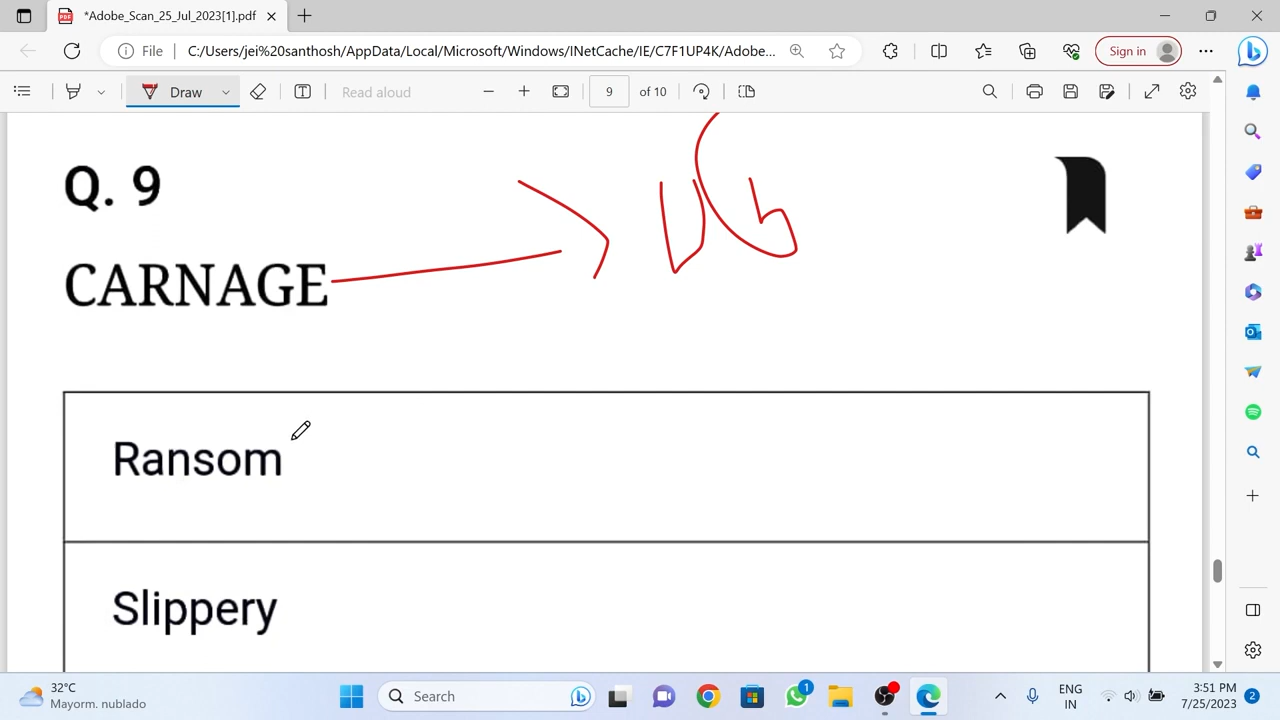 *Adobe_Scan_25_Jul_2023[1].pdf
File
C:/Users/jei%20santhosh/AppData/Local/Microsoft/Windows/INetCache/IE/C7F1UP4K/Adobe...
Sign in
Draw
Read aloud
9
of 10
Q. 9
CARNAGE
Ransom
Slippery
32°C
Mayorm. nublado
Search
1
ENG
IN
3:51 PM
7/25/2023
2